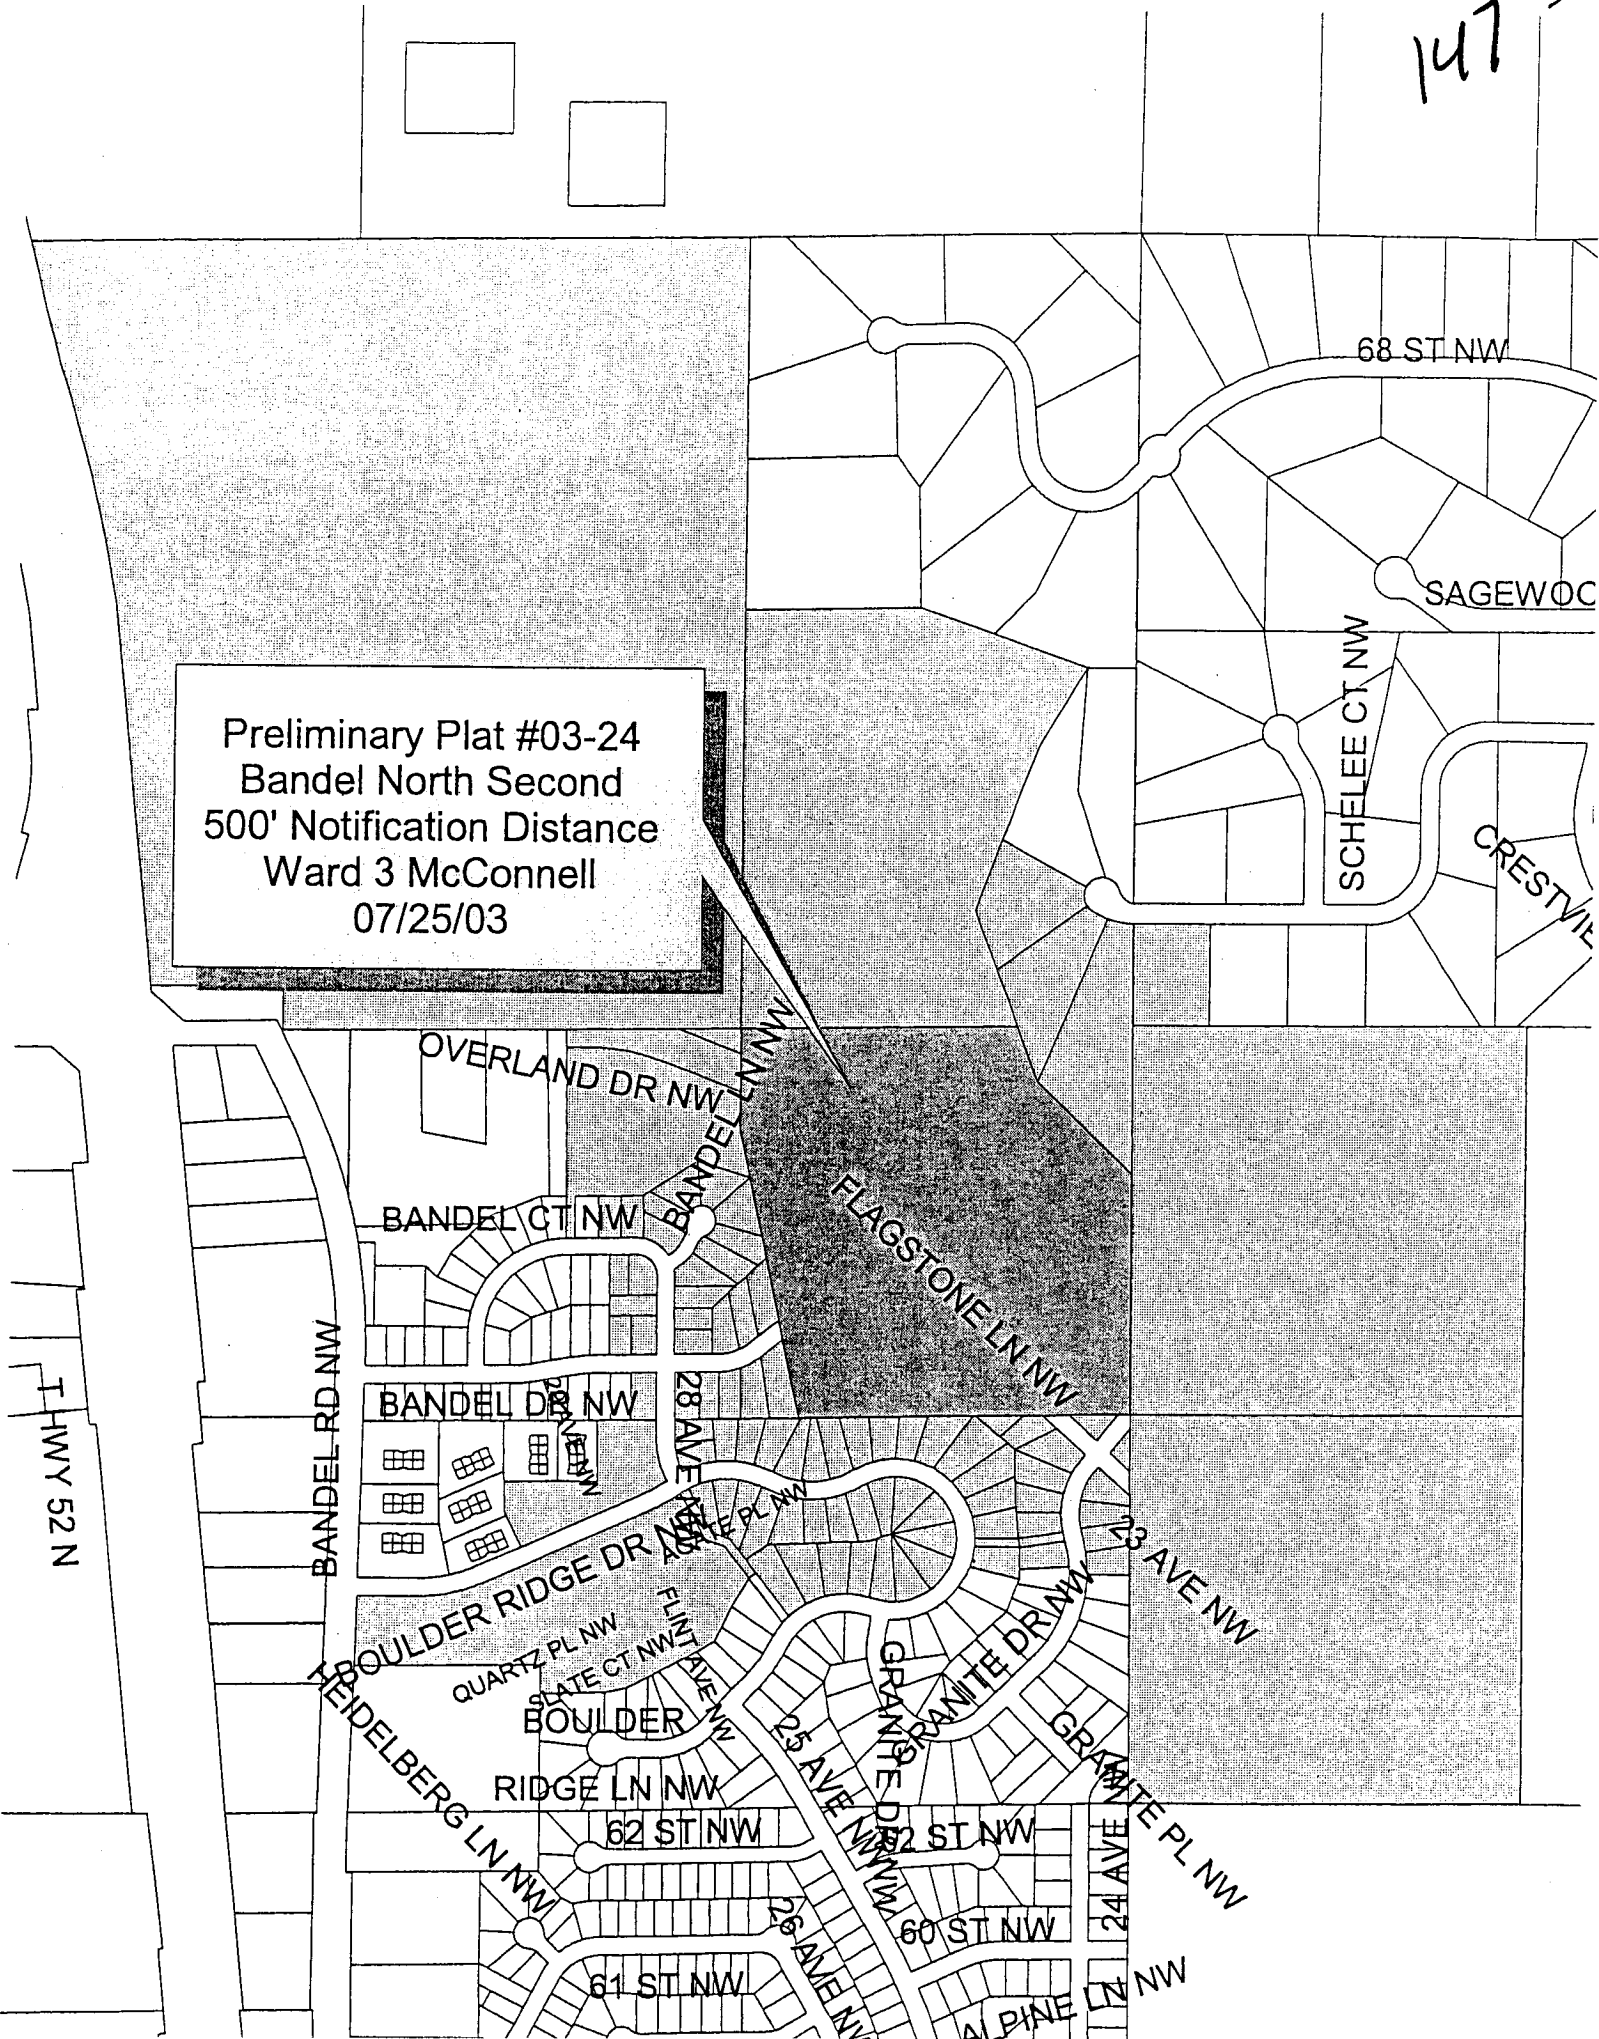 147
68 ST NW
SAGEWOO
SCHELEE CT NW
CRESTVIE
Preliminary Plat #03-24
Bandel North Second
500' Notification Distance
Ward 3 McConnell
07/25/03
OVERLAND DR NW
BANDEL LN NW
FLAGSTONE LN NW
BANDEL CT NW
BANDEL RD NW
BANDEL DR NW
28 AVE NW
T HWY 52 N
AGATE PL NW
BOULDER RIDGE DR NW
23 AVE NW
FLINT AVE NW
QUARTZ PL NW
SLATE CT NW
GRANITE DR NW
GRANITE DR NW
BOULDER
RIDGE LN NW
HEIDELBERG LN NW
25 AVE NW
GRANITE PL NW
62 ST NW
62 ST NW
24 AVE NW
26 AVE NW
60 ST NW
61 ST NW
ALPINE LN NW